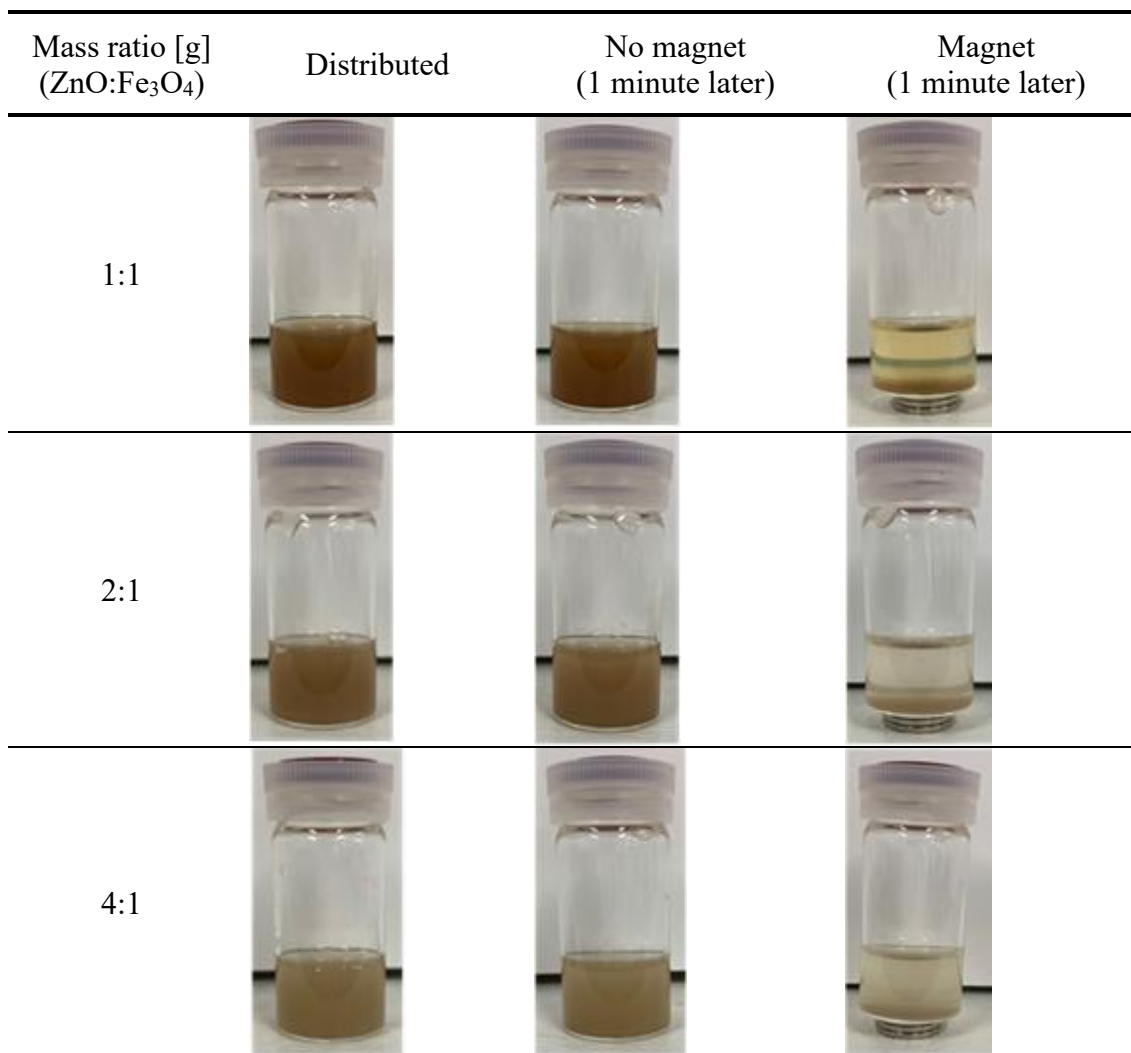 Mass ratio [g]
(ZnO:Fe₃O₄)
Distributed
No magnet
(1 minute later)
Magnet
(1 minute later)
1:1
2:1
4:1